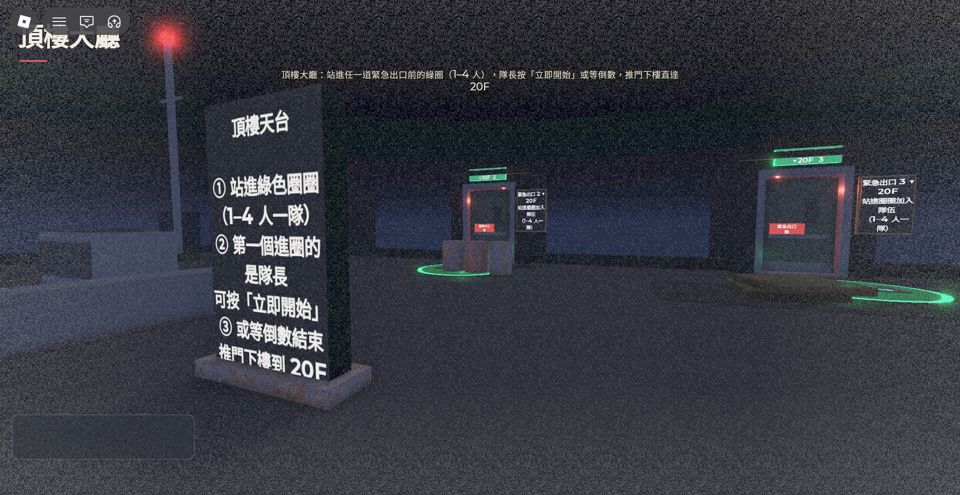 頂樓大廳
頂樓大廳：站進任一道緊急出口前的綠圈（1–4 人），隊長按「立即開始」或等倒數，推門下樓直達
20F
頂樓天台
① 站進綠色圈圈
（1–4 人一隊）
② 第一個進圈的
是隊長
可按「立即開始」
③ 或等倒數結束
推門下樓到 20F
▾20F 2
緊急出口 2 ▾
20F
站進圈圈加入
隊伍
（1–4 人一
隊）
▾20F 3
緊急出口 3 ▾
20F
站進圈圈加入
隊伍
（1–4 人一
隊）